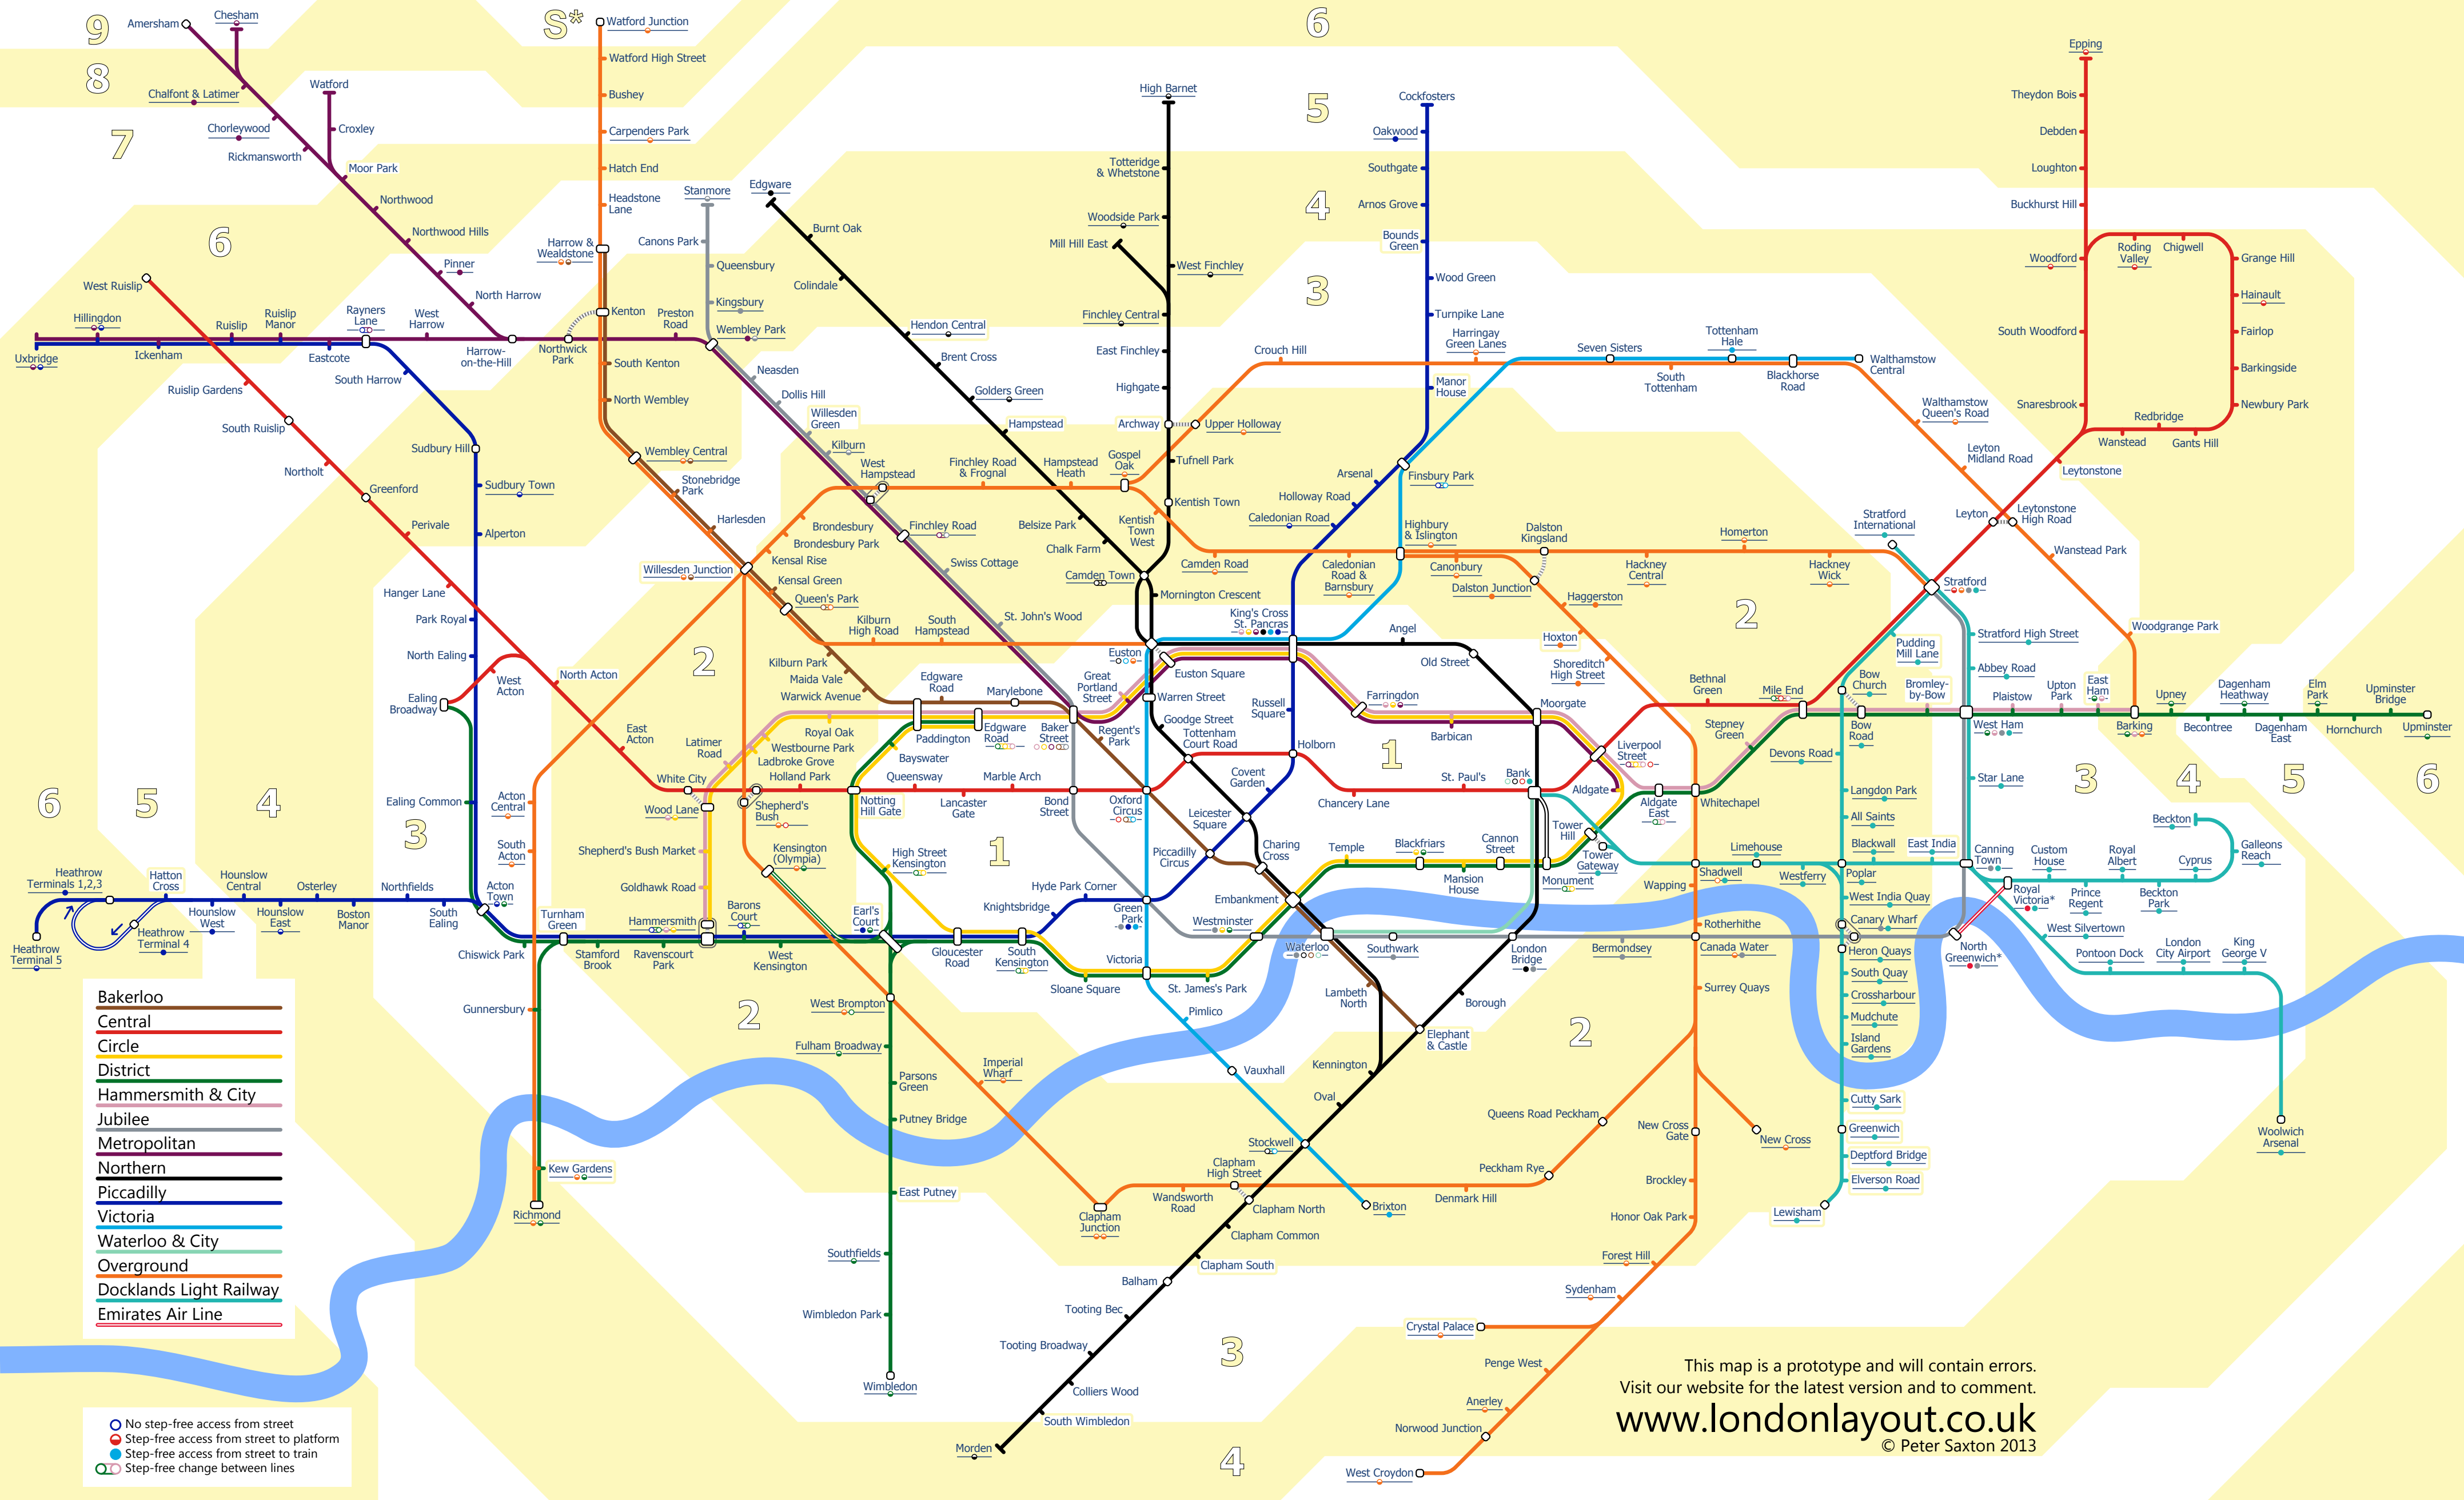 9
8
7
6
S*
6
5
4
3
Amersham
Chesham
Chalfont & Latimer
Chorleywood
Rickmansworth
Watford
Croxley
Moor Park
Northwood
Northwood Hills
Pinner
North Harrow
Watford Junction
Watford High Street
Bushey
Carpenders Park
Hatch End
Headstone
Lane
Harrow &
Wealdstone
Kenton
South Kenton
North Wembley
Wembley Central
Stonebridge
Park
Harlesden
Willesden Junction
Kensal Green
Queen's Park
Kilburn Park
Maida Vale
Warwick Avenue
Stanmore
Canons Park
Queensbury
Kingsbury
Wembley Park
Preston
Road
Northwick
Park
Harrow-
on-the-Hill
West
Harrow
Rayners
Lane
Eastcote
Ruislip
Manor
Ruislip
Ickenham
Hillingdon
Uxbridge
West Ruislip
Ruislip Gardens
South Ruislip
Northolt
Greenford
Perivale
Hanger Lane
South Harrow
Sudbury Hill
Sudbury Town
Alperton
Park Royal
North Ealing
Ealing
Broadway
West
Acton
North Acton
East
Acton
White City
Wood Lane
Ealing Common
Neasden
Dollis Hill
Willesden
Green
Kilburn
West
Hampstead
Finchley Road
Swiss Cottage
St. John's Wood
Edgware
Burnt Oak
Colindale
Hendon Central
Brent Cross
Golders Green
Hampstead
Belsize Park
Chalk Farm
Camden Town
Mornington Crescent
High Barnet
Totteridge
& Whetstone
Woodside Park
Mill Hill East
West Finchley
Finchley Central
East Finchley
Highgate
Archway
Upper Holloway
Tufnell Park
Kentish Town
Kentish
Town
West
Gospel
Oak
Hampstead
Heath
Finchley Road
& Frognal
Brondesbury
Brondesbury Park
Kensal Rise
Crouch Hill
Harringay
Green Lanes
Cockfosters
Oakwood
Southgate
Arnos Grove
Bounds
Green
Wood Green
Turnpike Lane
Manor
House
Finsbury Park
Arsenal
Holloway Road
Caledonian Road
Seven Sisters
Tottenham
Hale
South
Tottenham
Blackhorse
Road
Walthamstow
Central
Walthamstow
Queen's Road
Leyton
Midland Road
Leytonstone
High Road
Leyton
Wanstead Park
Woodgrange Park
Highbury
& Islington
Camden Road
Caledonian
Road &
Barnsbury
Canonbury
Dalston
Kingsland
Dalston Junction
Hackney
Central
Homerton
Hackney
Wick
Stratford
International
Stratford
Haggerston
Hoxton
Shoreditch
High Street
2
Epping
Theydon Bois
Debden
Loughton
Buckhurst Hill
Woodford
Roding
Valley
Chigwell
Grange Hill
Hainault
Fairlop
Barkingside
Newbury Park
South Woodford
Snaresbrook
Redbridge
Wanstead
Gants Hill
Leytonstone
Stratford High Street
Abbey Road
Pudding
Mill Lane
Bow
Church
Bromley-
by-Bow
Plaistow
Upton
Park
East
Ham
Barking
Upney
Becontree
Dagenham
Heathway
Dagenham
East
Elm
Park
Hornchurch
Upminster
Bridge
Upminster
West Ham
Bow
Road
Mile End
Bethnal
Green
Stepney
Green
Devons Road
Star Lane
Langdon Park
All Saints
3
4
5
6
2
Kilburn
High Road
South
Hampstead
Euston
King's Cross
St. Pancras
Angel
Old Street
Great
Portland
Street
Euston Square
Warren Street
Goodge Street
Tottenham
Court Road
Russell
Square
Farringdon
Barbican
Moorgate
Liverpool
Street
1
Edgware
Road
Marylebone
Paddington
Edgware
Road
Baker
Street
Regent's
Park
Royal Oak
Westbourne Park
Ladbroke Grove
Latimer
Road
Bayswater
Holland Park
Notting
Hill Gate
Queensway
Lancaster
Gate
Marble Arch
Bond
Street
Oxford
Circus
Holborn
Covent
Garden
Leicester
Square
Piccadilly
Circus
Charing
Cross
Chancery Lane
St. Paul's
Bank
Aldgate
Aldgate
East
Whitechapel
Tower
Hill
Tower
Gateway
Temple
Blackfriars
Mansion
House
Cannon
Street
Monument
Shepherd's
Bush
Shepherd's Bush Market
Goldhawk Road
Hammersmith
Kensington
(Olympia)
Barons
Court
West
Kensington
Earl's
Court
High Street
Kensington
1
Gloucester
Road
South
Kensington
Knightsbridge
Hyde Park Corner
Green
Park
Westminster
Embankment
Waterloo
Southwark
London
Bridge
Bermondsey
Canada Water
Sloane Square
Victoria
St. James's Park
Pimlico
Vauxhall
Lambeth
North
Elephant
& Castle
Borough
Kennington
Oval
Stockwell
Brixton
Clapham
High Street
Clapham North
Clapham Common
Clapham South
Balham
Tooting Bec
Tooting Broadway
Colliers Wood
South Wimbledon
Morden
6
5
4
3
Heathrow
Terminals 1,2,3
Heathrow
Terminal 5
Heathrow
Terminal 4
Hatton
Cross
Hounslow
West
Hounslow
Central
Hounslow
East
Osterley
Boston
Manor
Northfields
South
Ealing
Acton
Town
Acton
Central
South
Acton
Chiswick Park
Turnham
Green
Stamford
Brook
Ravenscourt
Park
Gunnersbury
Kew Gardens
Richmond
2
West Brompton
Fulham Broadway
Parsons
Green
Putney Bridge
East Putney
Southfields
Wimbledon Park
Wimbledon
Imperial
Wharf
Clapham
Junction
Wandsworth
Road
Denmark Hill
Peckham Rye
Queens Road Peckham
Shadwell
Wapping
Rotherhithe
Surrey Quays
2
New Cross
Gate
New Cross
Brockley
Honor Oak Park
Forest Hill
Sydenham
Crystal Palace
Penge West
Anerley
Norwood Junction
West Croydon
3
4
Limehouse
Westferry
Poplar
Blackwall
East India
Canning
Town
West India Quay
Canary Wharf
Heron Quays
South Quay
Crossharbour
Mudchute
Island
Gardens
Cutty Sark
Greenwich
Deptford Bridge
Elverson Road
Lewisham
Royal
Victoria*
North
Greenwich*
Custom
House
Prince
Regent
Royal
Albert
Beckton
Park
Cyprus
Galleons
Reach
Beckton
West Silvertown
Pontoon Dock
London
City Airport
King
George V
Woolwich
Arsenal
Bakerloo
Central
Circle
District
Hammersmith & City
Jubilee
Metropolitan
Northern
Piccadilly
Victoria
Waterloo & City
Overground
Docklands Light Railway
Emirates Air Line
No step-free access from street
Step-free access from street to platform
Step-free access from street to train
Step-free change between lines
This map is a prototype and will contain errors.
Visit our website for the latest version and to comment.
www.londonlayout.co.uk
© Peter Saxton 2013